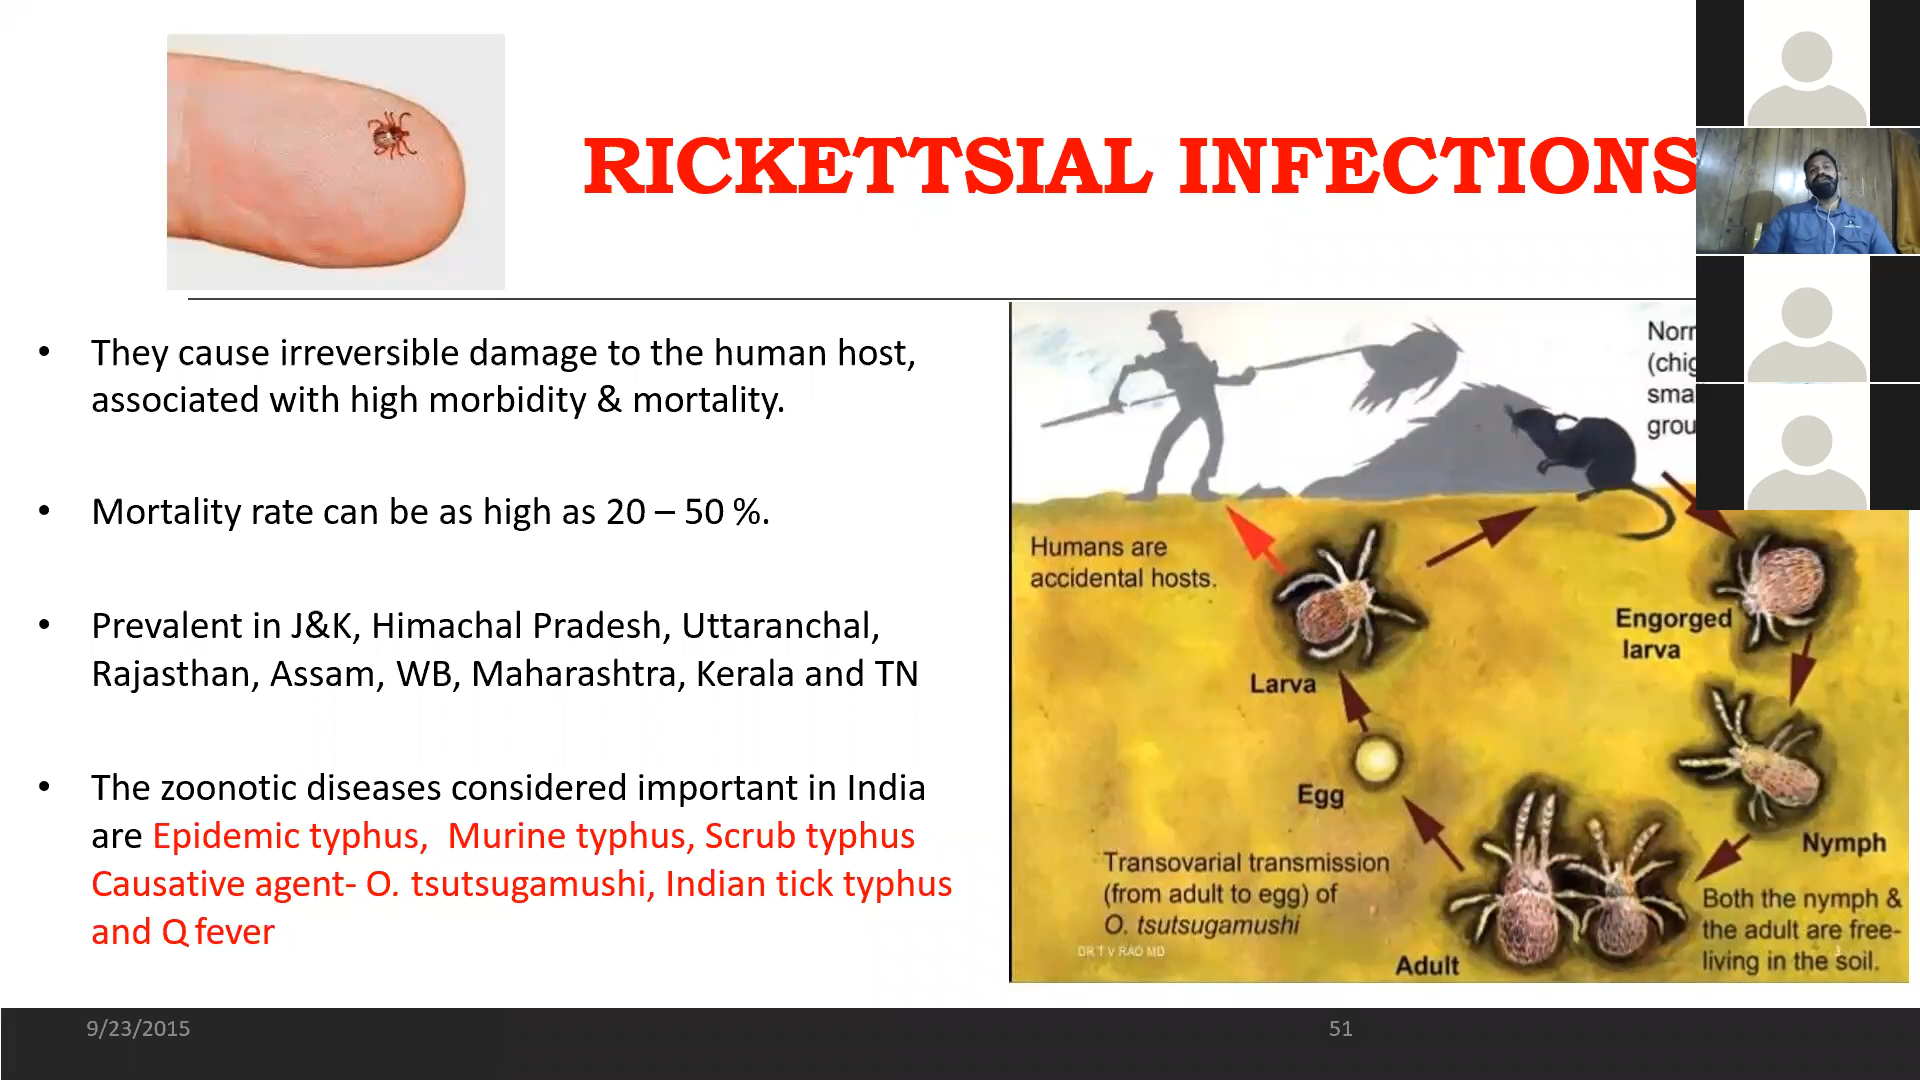 RICKETTSIAL INFECTIONS
• They cause irreversible damage to the human host,
associated with high morbidity & mortality.
• Mortality rate can be as high as 20 – 50 %.
• Prevalent in J&K, Himachal Pradesh, Uttaranchal,
Rajasthan, Assam, WB, Maharashtra, Kerala and TN
• The zoonotic diseases considered important in India
are Epidemic typhus, Murine typhus, Scrub typhus
Causative agent- O. tsutsugamushi, Indian tick typhus
and Q fever
Humans are
accidental hosts.
Larva
Engorged
larva
Egg
Nymph
Transovarial transmission
(from adult to egg) of
O. tsutsugamushi
DR T V RAO MD
Adult
Both the nymph &
the adult are free-
living in the soil.
9/23/2015
51